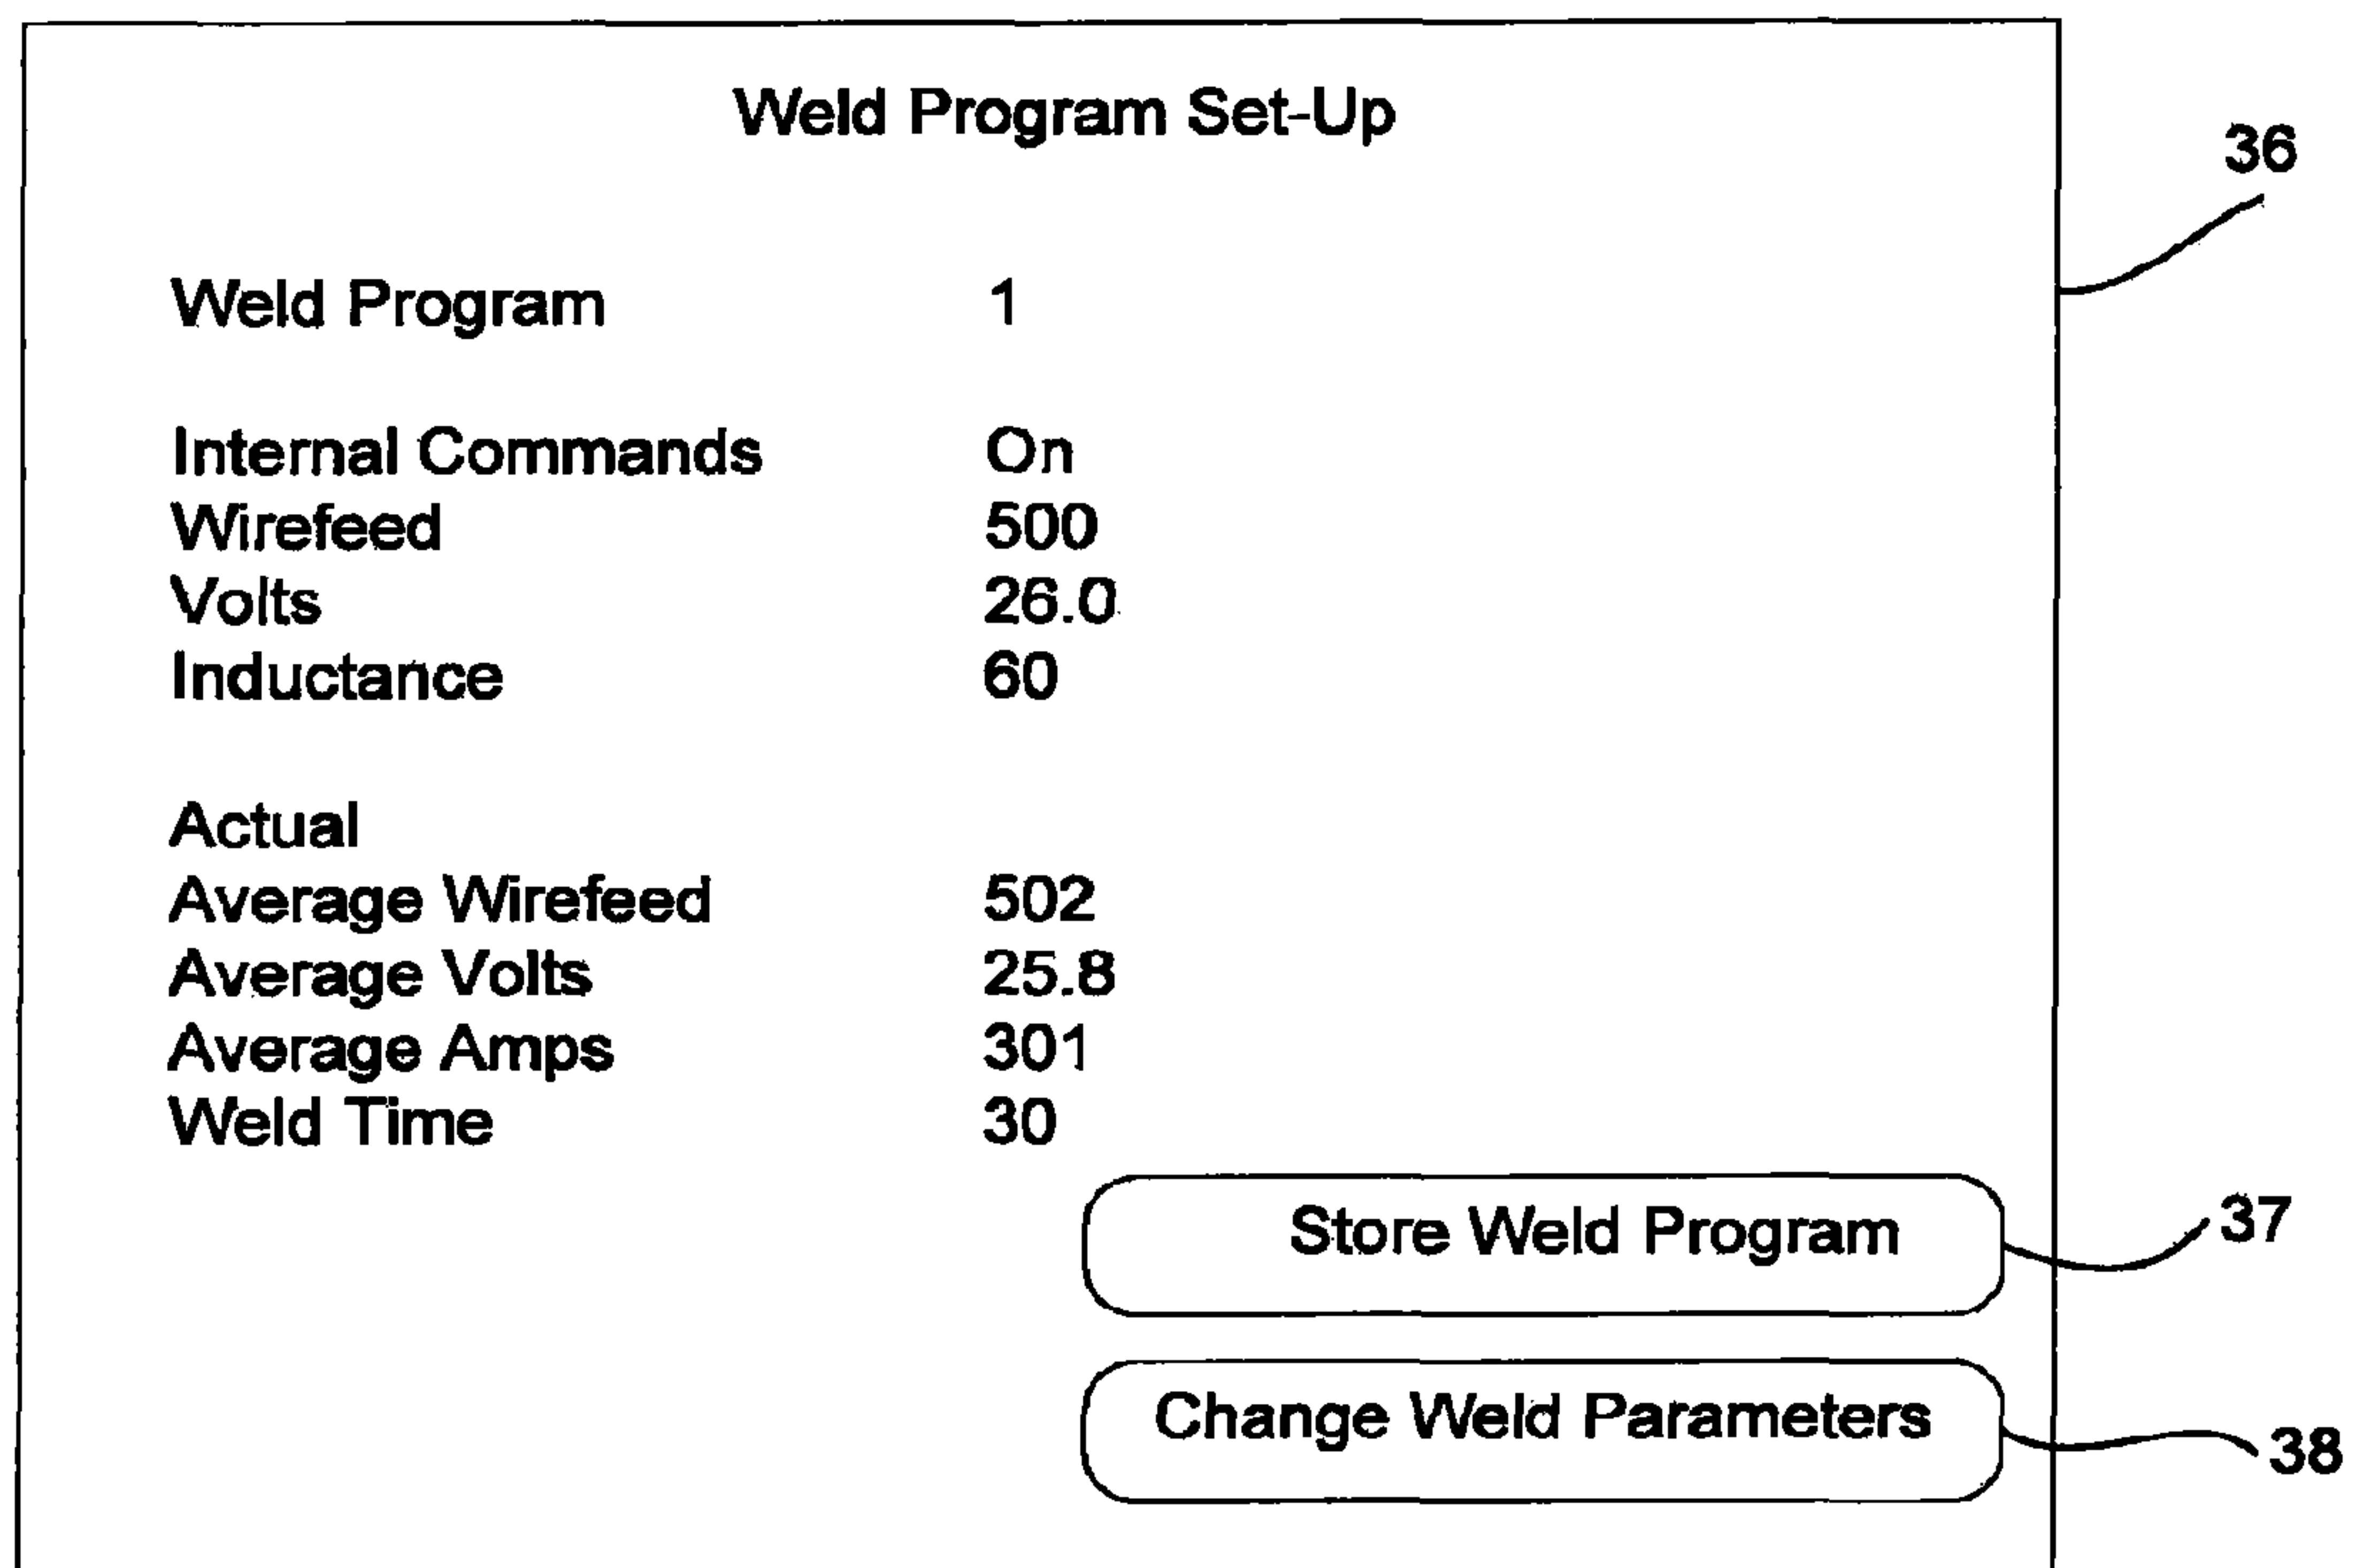 Weld Program Set-Up
36
Weld Program 1
Internal Commands On
Wirefeed 500
Volts 26.0
Inductance 60
Actual
Average Wirefeed 502
Average Volts 25.8
Average Amps 301
Weld Time 30
Store Weld Program 37
Change Weld Parameters 38